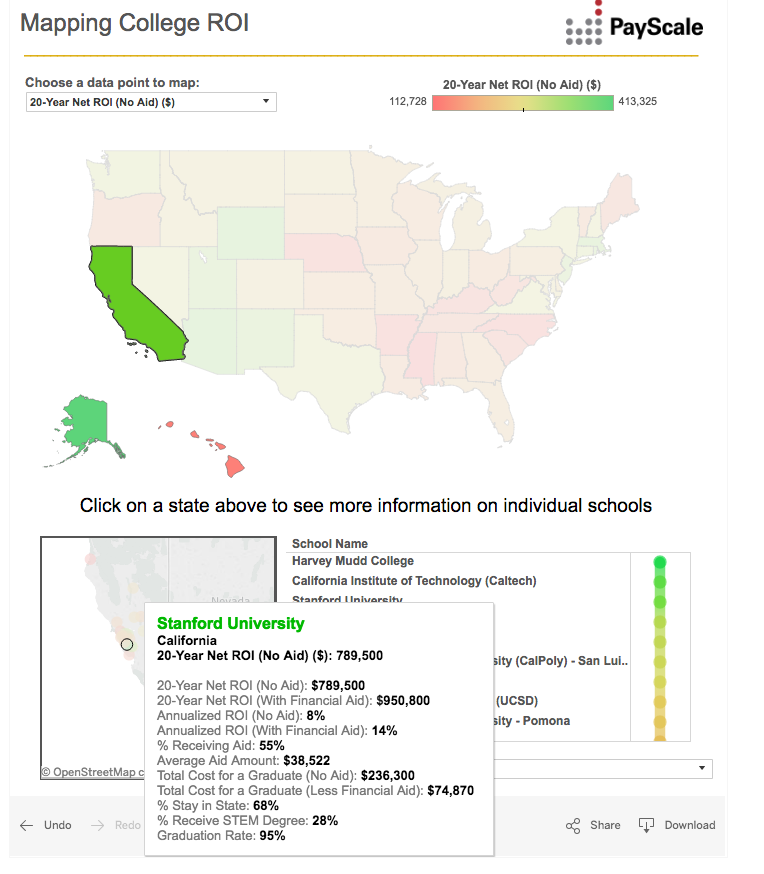 Mapping College ROI
PayScale
Choose a data point to map:
20-Year Net ROI (No Aid) ($)
20-Year Net ROI (No Aid) ($)
112,728
413,325
Click on a state above to see more information on individual schools
School Name
Harvey Mudd College
California Institute of Technology (Caltech)
Stanford University
Nevada
Stanford University
California
20-Year Net ROI (No Aid) ($): 789,500
sity (CalPoly) - San Lui..
20-Year Net ROI (No Aid): $789,500
20-Year Net ROI (With Financial Aid): $950,800
(UCSD)
Annualized ROI (No Aid): 8%
sity - Pomona
Annualized ROI (With Financial Aid): 14%
% Receiving Aid: 55%
Average Aid Amount: $38,522
© OpenStreetMap c
Total Cost for a Graduate (No Aid): $236,300
Total Cost for a Graduate (Less Financial Aid): $74,870
% Stay in State: 68%
% Receive STEM Degree: 28%
Graduation Rate: 95%
Undo
Redo
Share
Download